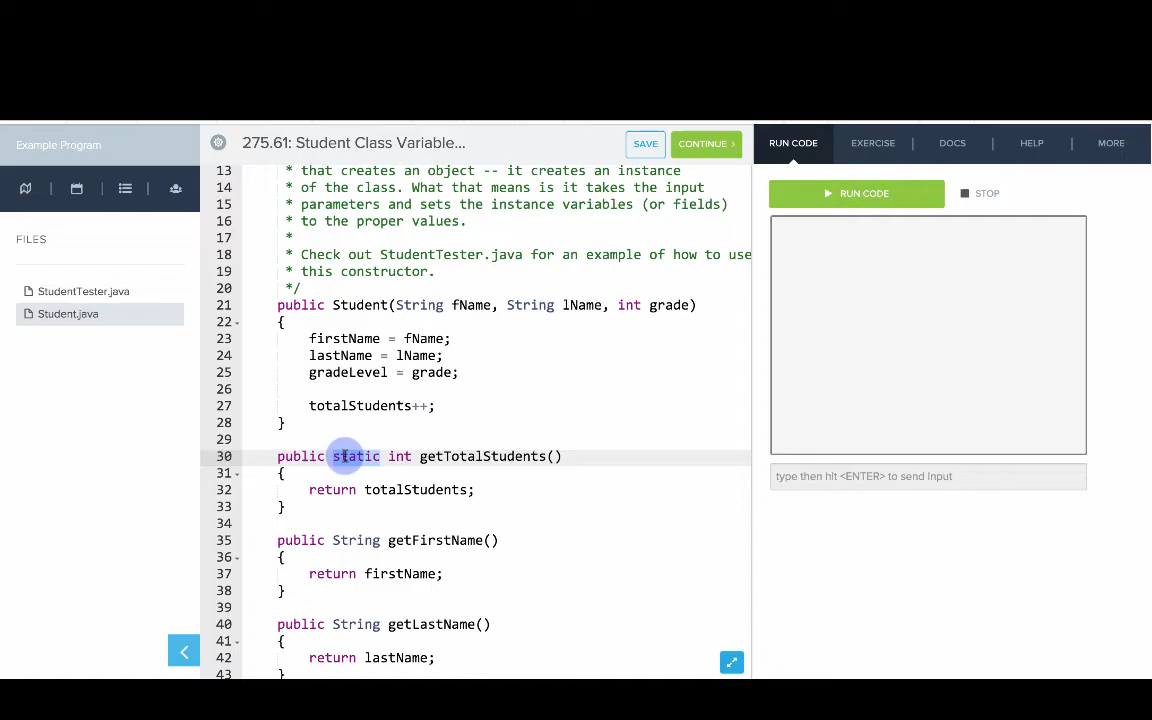 Example Program
275.61: Student Class Variable...
SAVE
CONTINUE >
RUN CODE
EXERCISE
DOCS
HELP
MORE
FILES
StudentTester.java
Student.java
13 * that creates an object -- it creates an instance
14 * of the class. What that means is it takes the input
15 * parameters and sets the instance variables (or fields)
16 * to the proper values.
17 *
18 * Check out StudentTester.java for an example of how to use
19 * this constructor.
20 */
21 public Student(String fName, String lName, int grade)
22 {
23 firstName = fName;
24 lastName = lName;
25 gradeLevel = grade;
26
27 totalStudents++;
28 }
29
30 public static int getTotalStudents()
31 {
32 return totalStudents;
33 }
34
35 public String getFirstName()
36 {
37 return firstName;
38 }
39
40 public String getLastName()
41 {
42 return lastName;
43 }
RUN CODE
STOP
type then hit <ENTER> to send input